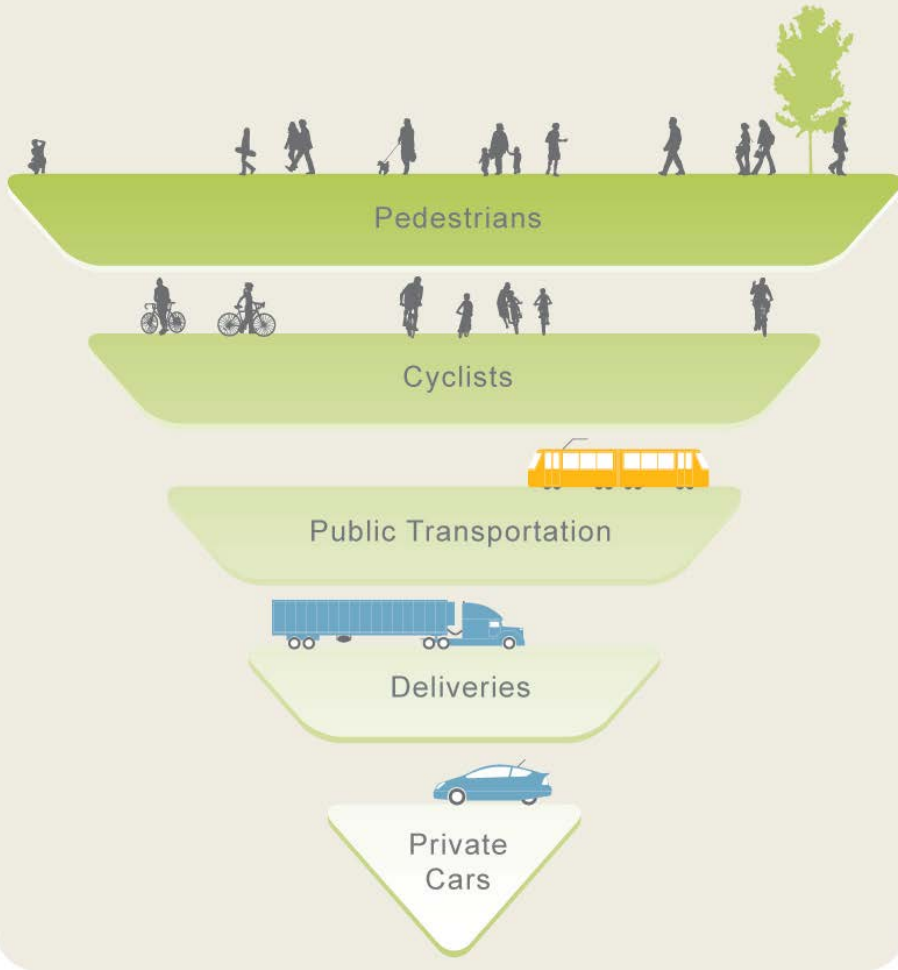 Pedestrians
Cyclists
Public Transportation
Deliveries
Private
Cars